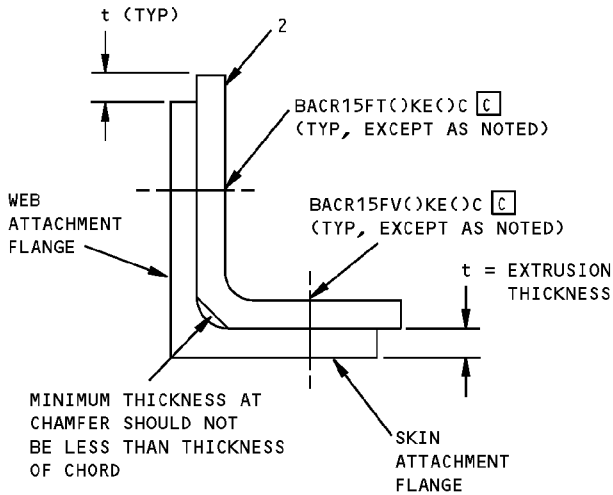 t (TYP)
2
BACR15FT()KE()C C
(TYP, EXCEPT AS NOTED)
WEB
ATTACHMENT
FLANGE
BACR15FV()KE()C C
(TYP, EXCEPT AS NOTED)
t = EXTRUSION
THICKNESS
MINIMUM THICKNESS AT
CHAMFER SHOULD NOT
BE LESS THAN THICKNESS
OF CHORD
SKIN
ATTACHMENT
FLANGE